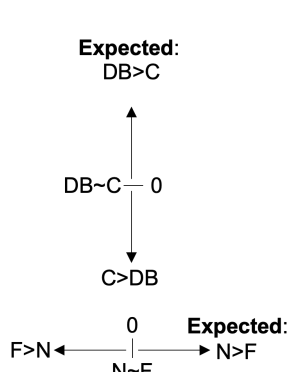 Expected:
DB>C
DB~C 0
C>DB
0 Expected:
F>N N>F
N~F